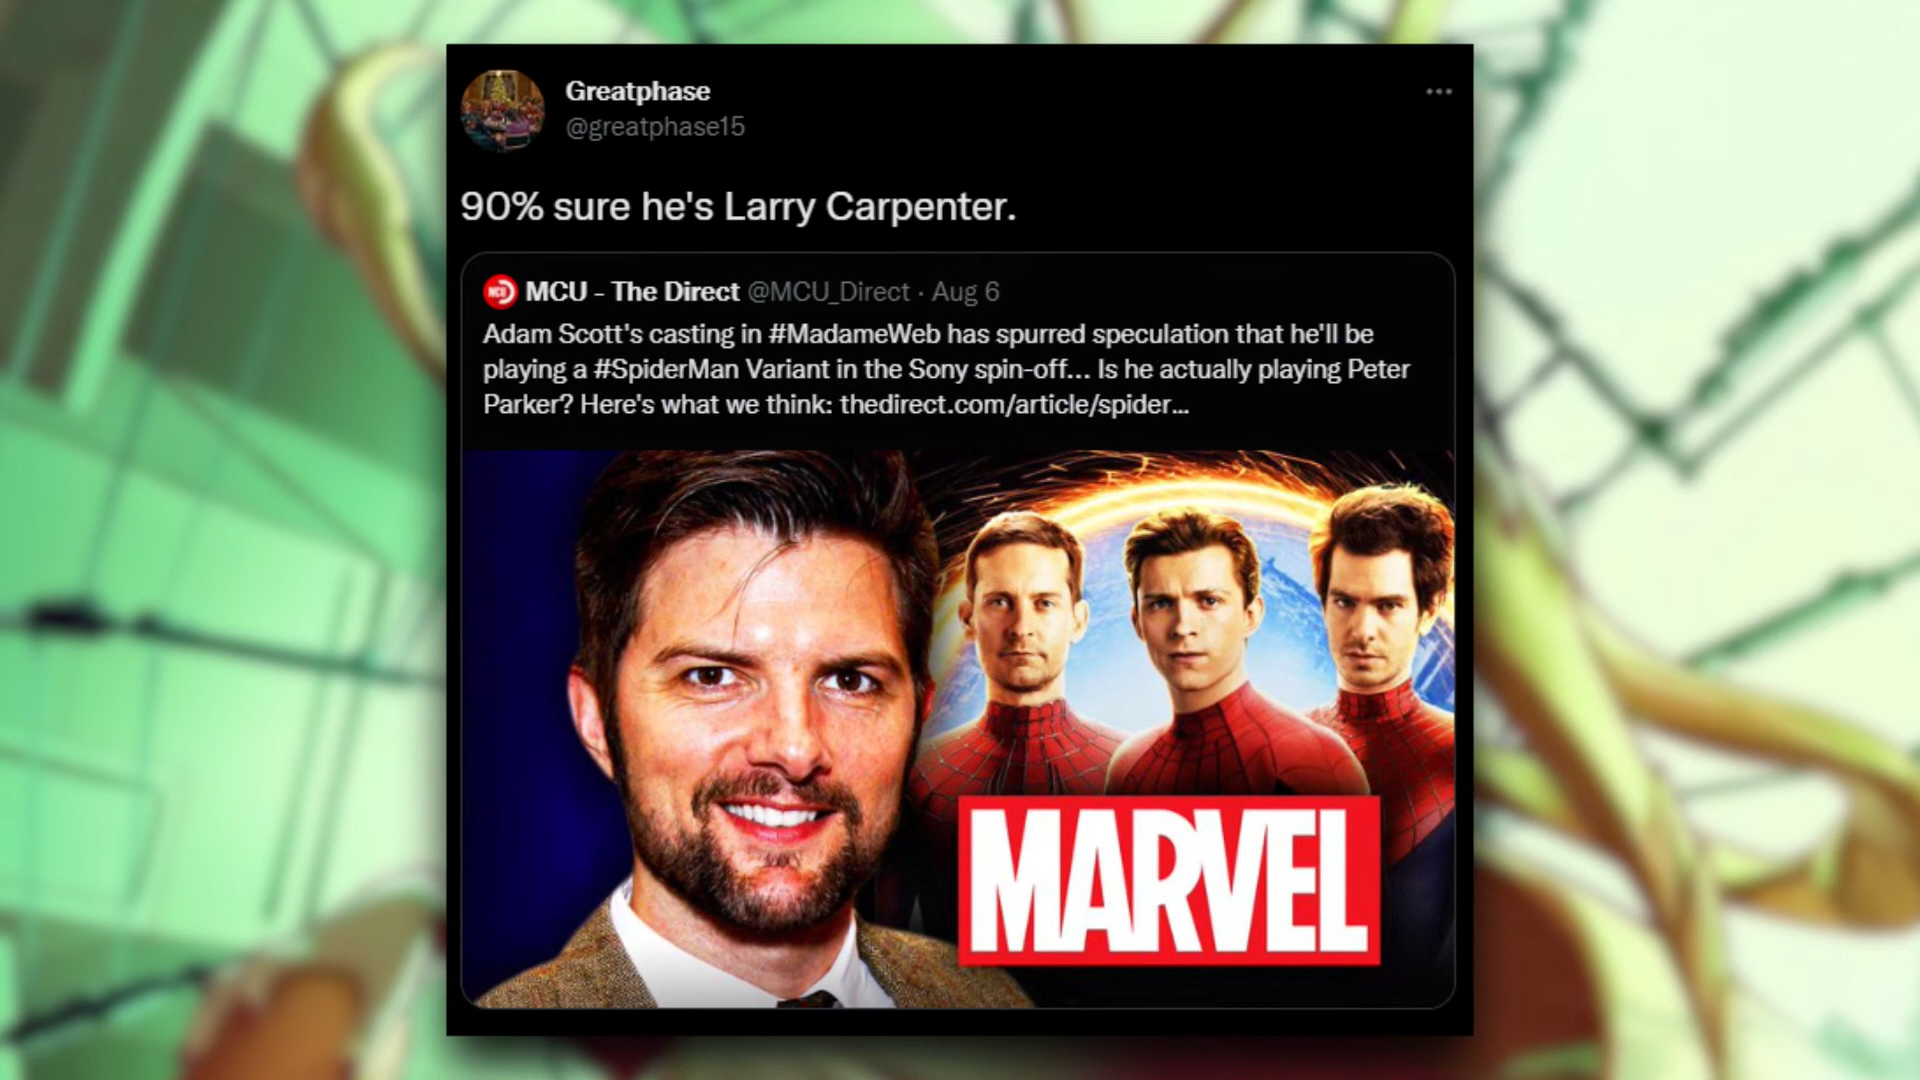 Greatphase
@greatphase15
90% sure he's Larry Carpenter.
MCU - The Direct @MCU_Direct · Aug 6
Adam Scott's casting in #MadameWeb has spurred speculation that he'll be
playing a #SpiderMan Variant in the Sony spin-off... Is he actually playing Peter
Parker? Here's what we think: thedirect.com/article/spider...
MARVEL